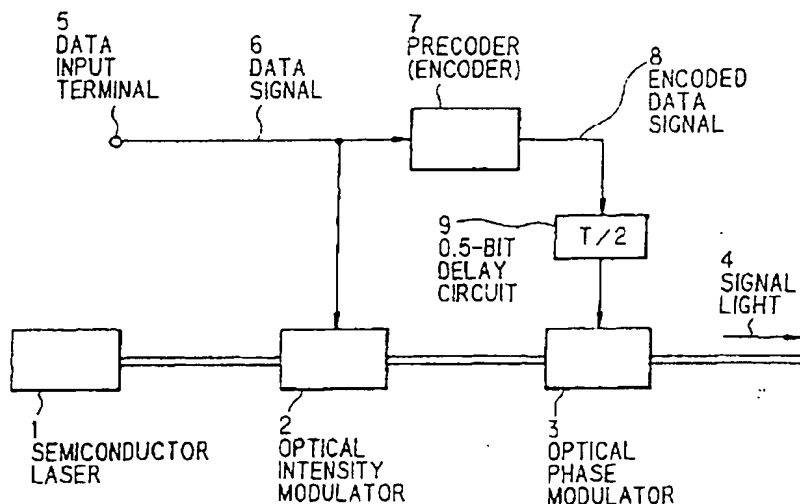 5
DATA
INPUT
TERMINAL
6
DATA
SIGNAL
7
PRECODER
(ENCODER)
8
ENCODED
DATA
SIGNAL
9
0.5-BIT
DELAY
CIRCUIT
T/2
4
SIGNAL
LIGHT
1
SEMICONDUCTOR
LASER
2
OPTICAL
INTENSITY
MODULATOR
3
OPTICAL
PHASE
MODULATOR